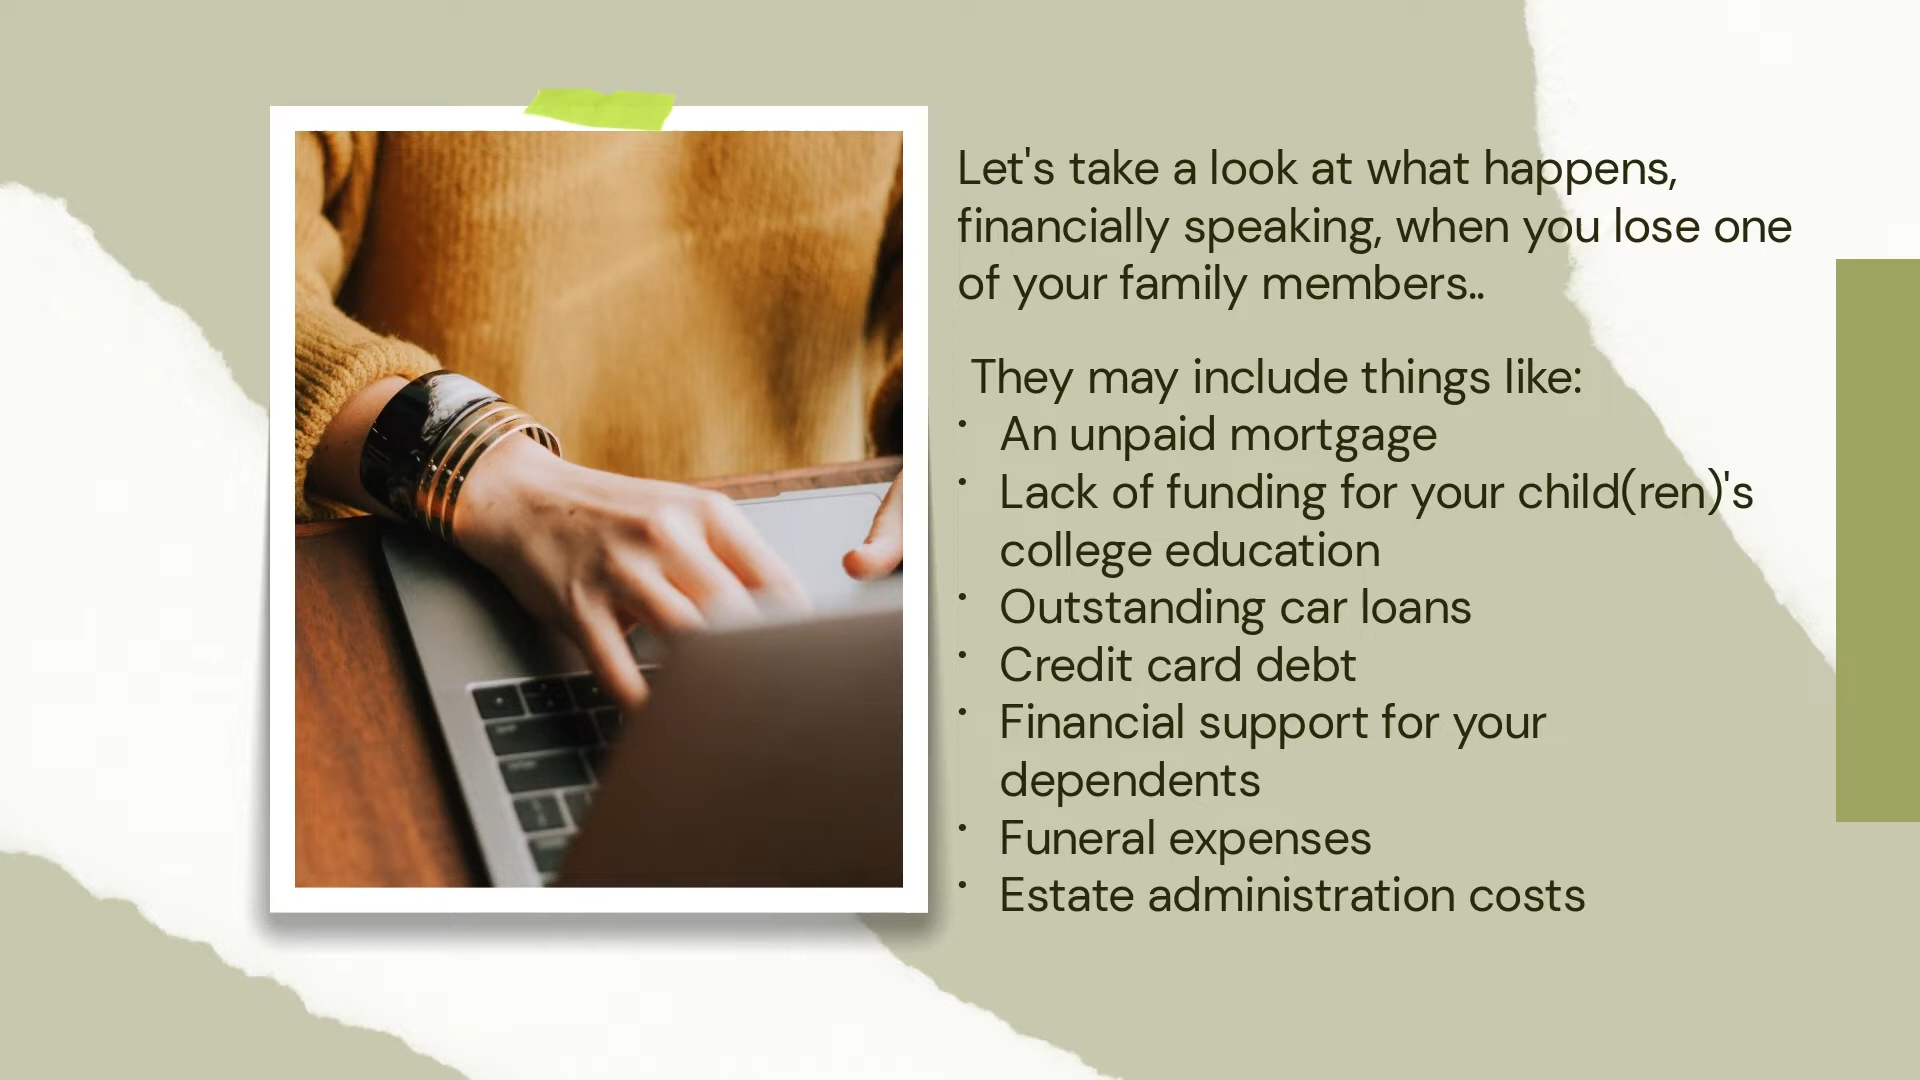 Let's take a look at what happens,
financially speaking, when you lose one
of your family members..
They may include things like:
• An unpaid mortgage
• Lack of funding for your child(ren)'s
college education
• Outstanding car loans
• Credit card debt
• Financial support for your
dependents
• Funeral expenses
• Estate administration costs